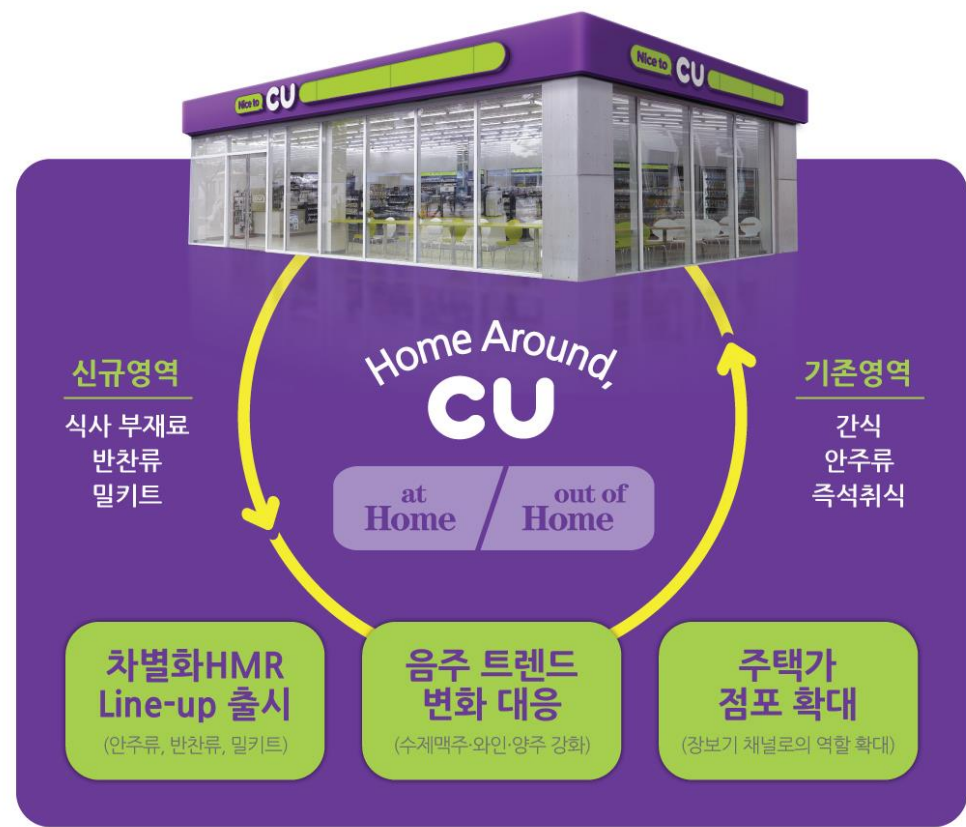 Nice to CU
Nice to CU
Home Around,
CU
at Home / out of Home
신규영역
식사 부재료
반찬류
밀키트
기존영역
간식
안주류
즉석취식
차별화HMR
Line-up 출시
(안주류, 반찬류, 밀키트)
음주 트렌드
변화 대응
(수제맥주·와인·양주 강화)
주택가
점포 확대
(장보기 채널로의 역할 확대)